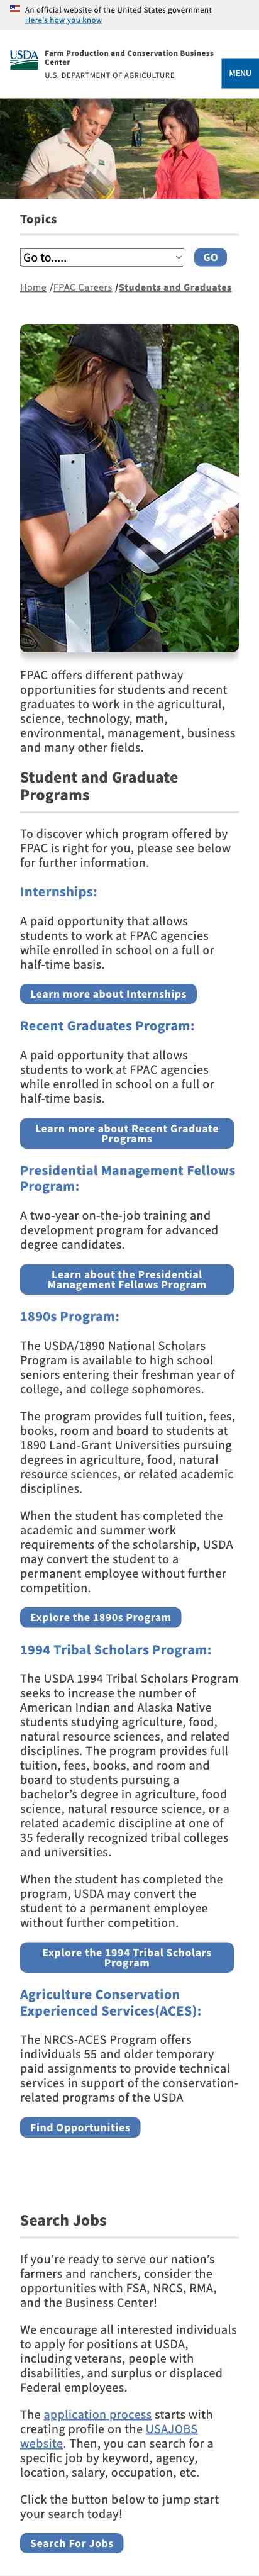 An official website of the United States government
Here's how you know
USDA
Farm Production and Conservation Business
Center
U.S. DEPARTMENT OF AGRICULTURE
MENU
Topics
Go to.....
GO
Home /FPAC Careers /Students and Graduates
FPAC offers different pathway
opportunities for students and recent
graduates to work in the agricultural,
science, technology, math,
environmental, management, business
and many other fields.
Student and Graduate
Programs
To discover which program offered by
FPAC is right for you, please see below
for further information.
Internships:
A paid opportunity that allows
students to work at FPAC agencies
while enrolled in school on a full or
half-time basis.
Learn more about Internships
Recent Graduates Program:
A paid opportunity that allows
students to work at FPAC agencies
while enrolled in school on a full or
half-time basis.
Learn more about Recent Graduate
Programs
Presidential Management Fellows
Program:
A two-year on-the-job training and
development program for advanced
degree candidates.
Learn about the Presidential
Management Fellows Program
1890s Program:
The USDA/1890 National Scholars
Program is available to high school
seniors entering their freshman year of
college, and college sophomores.
The program provides full tuition, fees,
books, room and board to students at
1890 Land-Grant Universities pursuing
degrees in agriculture, food, natural
resource sciences, or related academic
disciplines.
When the student has completed the
academic and summer work
requirements of the scholarship, USDA
may convert the student to a
permanent employee without further
competition.
Explore the 1890s Program
1994 Tribal Scholars Program:
The USDA 1994 Tribal Scholars Program
seeks to increase the number of
American Indian and Alaska Native
students studying agriculture, food,
natural resource sciences, and related
disciplines. The program provides full
tuition, fees, books, and room and
board to students pursuing a
bachelor's degree in agriculture, food
science, natural resource science, or a
related academic discipline at one of
35 federally recognized tribal colleges
and universities.
When the student has completed the
program, USDA may convert the
student to a permanent employee
without further competition.
Explore the 1994 Tribal Scholars
Program
Agriculture Conservation
Experienced Services(ACES):
The NRCS-ACES Program offers
individuals 55 and older temporary
paid assignments to provide technical
services in support of the conservation-
related programs of the USDA
Find Opportunities
Search Jobs
If you're ready to serve our nation's
farmers and ranchers, consider the
opportunities with FSA, NRCS, RMA,
and the Business Center!
We encourage all interested individuals
to apply for positions at USDA,
including veterans, people with
disabilities, and surplus or displaced
Federal employees.
The application process starts with
creating profile on the USAJOBS
website. Then, you can search for a
specific job by keyword, agency,
location, salary, occupation, etc.
Click the button below to jump start
your search today!
Search For Jobs